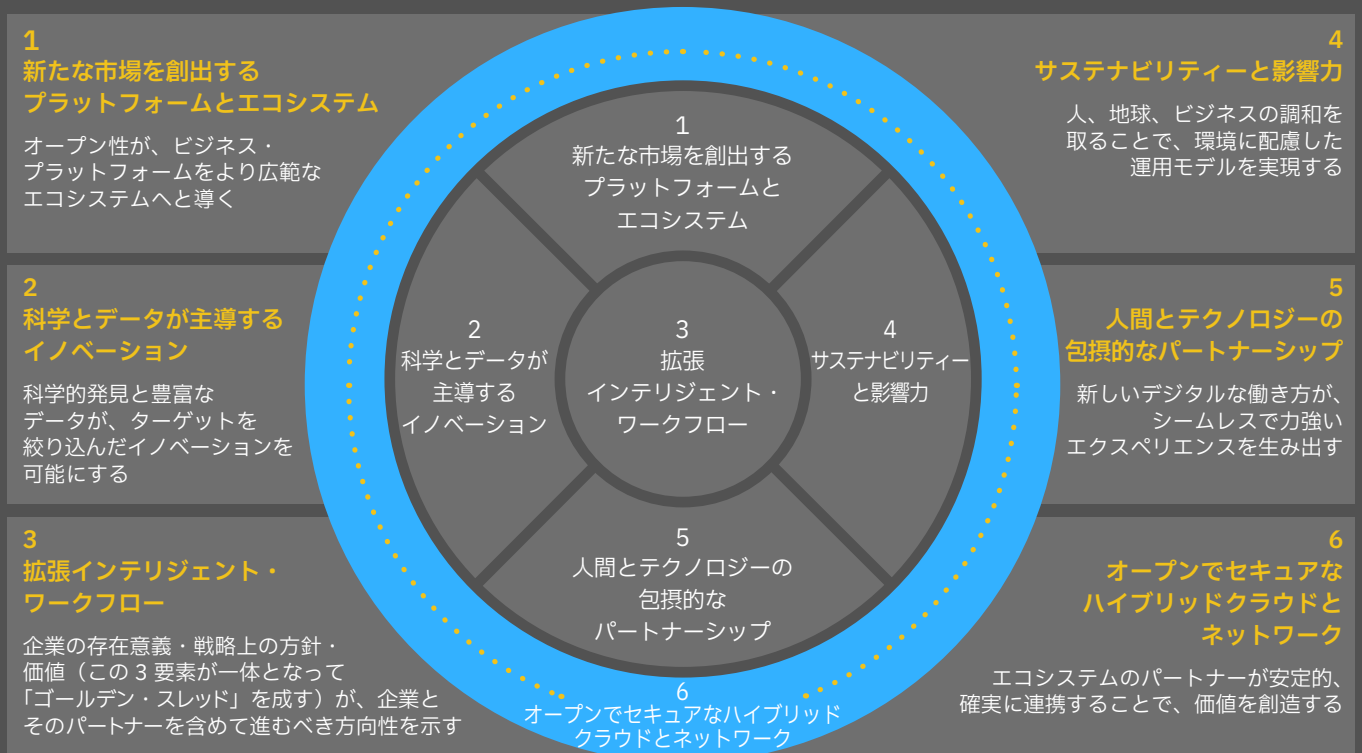 1
新たな市場を創出する
プラットフォームとエコシステム
オープン性が、ビジネス・
プラットフォームをより広範な
エコシステムへと導く
2
科学とデータが主導する
イノベーション
科学的発見と豊富な
データが、ターゲットを
絞り込んだイノベーションを
可能にする
3
拡張インテリジェント・
ワークフロー
企業の存在意義・戦略上の方針・
価値（この 3 要素が一体となって
「ゴールデン・スレッド」を成す）が、企業と
そのパートナーを含めて進むべき方向性を示す
1
新たな市場を創出する
プラットフォームと
エコシステム
2
科学とデータが
主導する
イノベーション
3
拡張
インテリジェント・
ワークフロー
4
サステナビリティー
と影響力
5
人間とテクノロジーの
包摂的な
パートナーシップ
6
オープンでセキュアなハイブリッド
クラウドとネットワーク
4
サステナビリティーと影響力
人、地球、ビジネスの調和を
取ることで、環境に配慮した
運用モデルを実現する
5
人間とテクノロジーの
包摂的なパートナーシップ
新しいデジタルな働き方が、
シームレスで力強い
エクスペリエンスを生み出す
6
オープンでセキュアな
ハイブリッドクラウドと
ネットワーク
エコシステムのパートナーが安定的、
確実に連携することで、価値を創造する